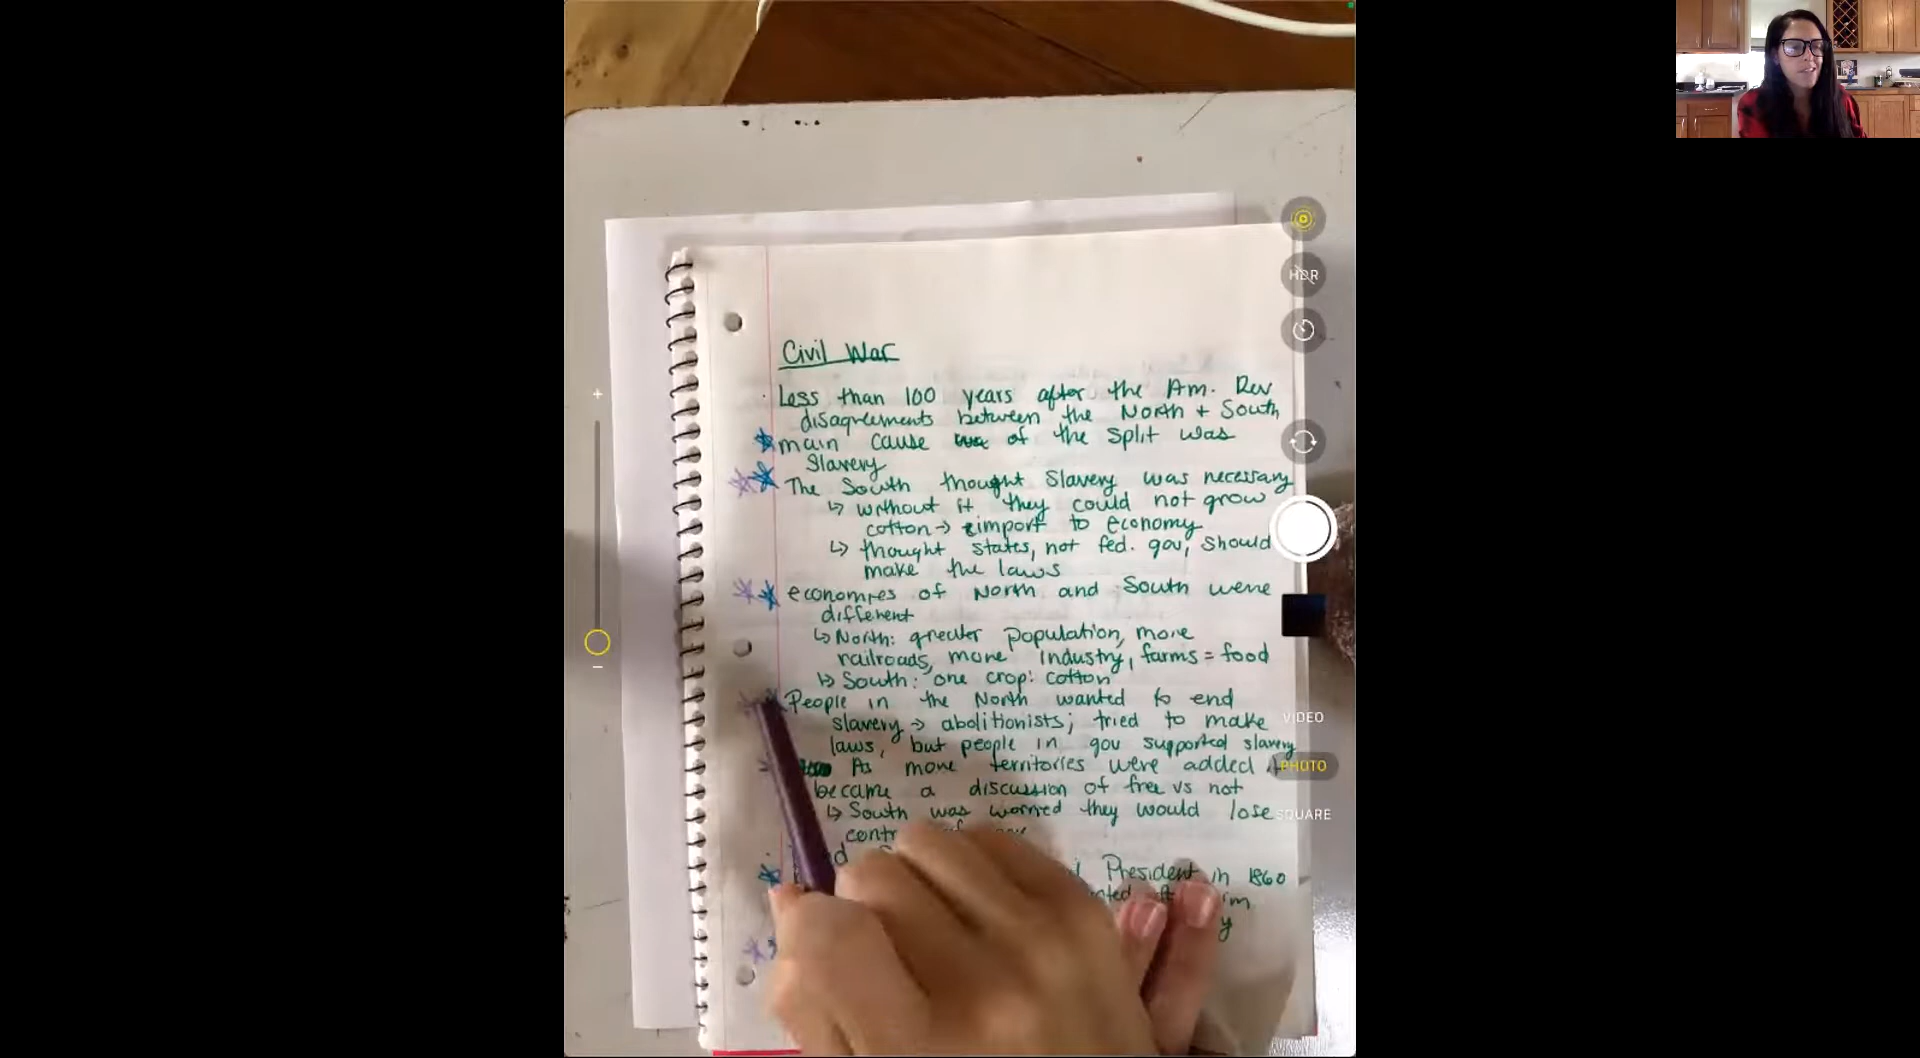 Civil War
Less than 100 years after the Am. Rev
disagreements between the North + South
main cause of the split was
slavery
The South thought slavery was necessary
↳ without it they could not grow
cotton → import to economy
↳ thought states, not fed. gov, should
make the laws
economies of North and South were
different
↳ North: greater population, more
railroads, more industry, farms = food
↳ South: one crop: cotton
People in the North wanted to end
slavery → abolitionists; tried to make
laws, but people in gov supported slavery
As more territories were added
became a discussion of free vs not
↳ South was worried they would lose
President in 1860
HDR
VIDEO
PHOTO
SQUARE